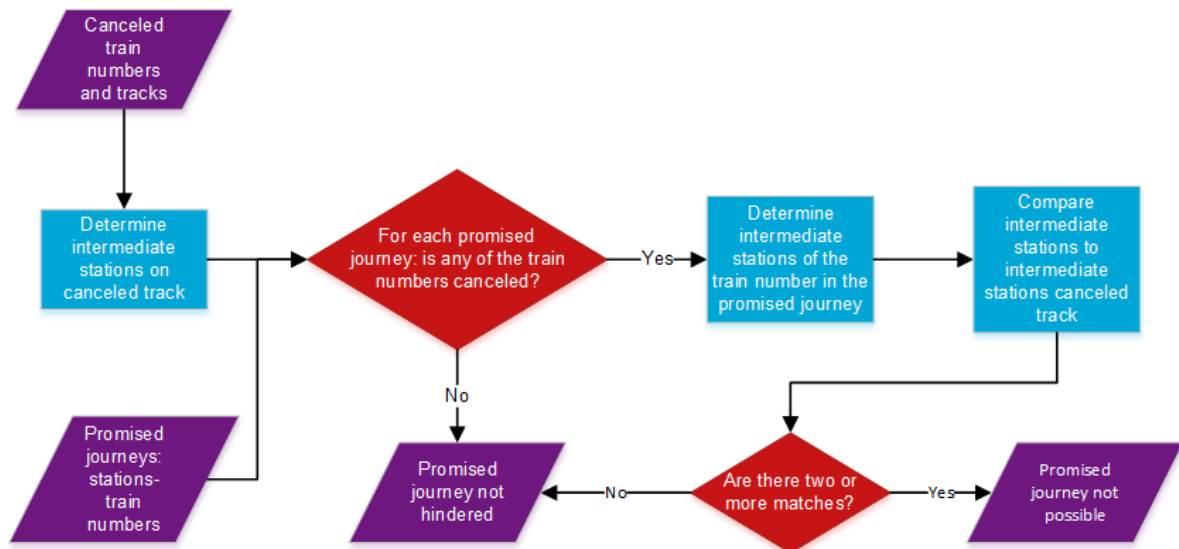 Canceled
train
numbers
and tracks
Determine
intermediate
stations on
canceled track
For each promised
journey: is any of the train
numbers canceled?
Yes
Determine
intermediate
stations of the
train number in the
promised journey
Compare
intermediate
stations to
intermediate
stations canceled
track
No
Promised
journeys:
stations-
train
numbers
Promised
journey not
hindered
No
Are there two or
more matches?
Yes
Promised
journey not
possible